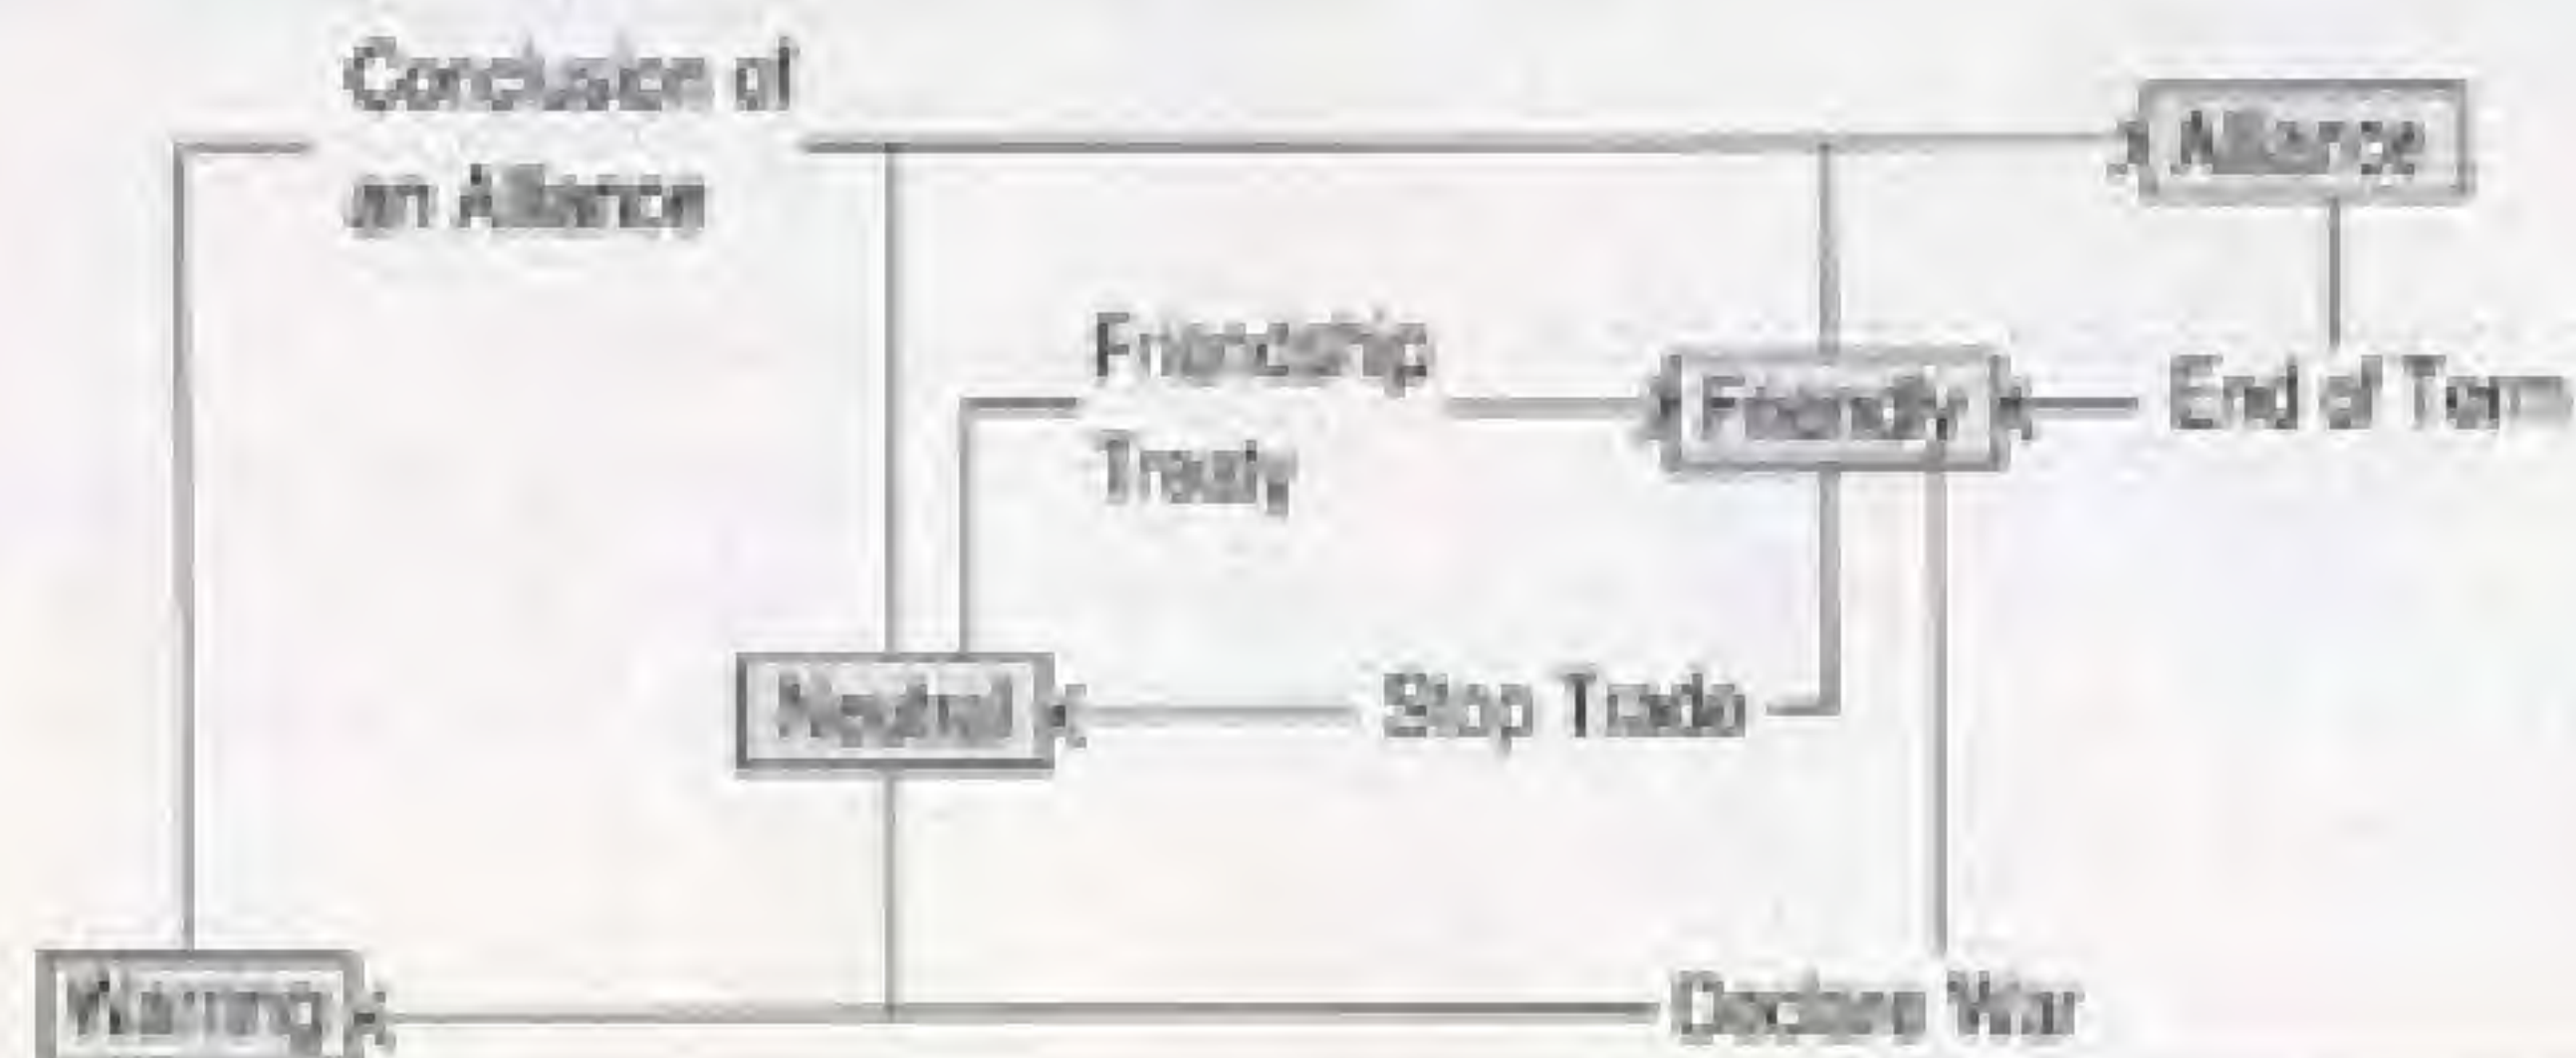 Conclusion of
an Alliance
Alliance
Friendship
Treaty
Friendly
End of Term
Neutral
Stop Trade
Warring
Declare War